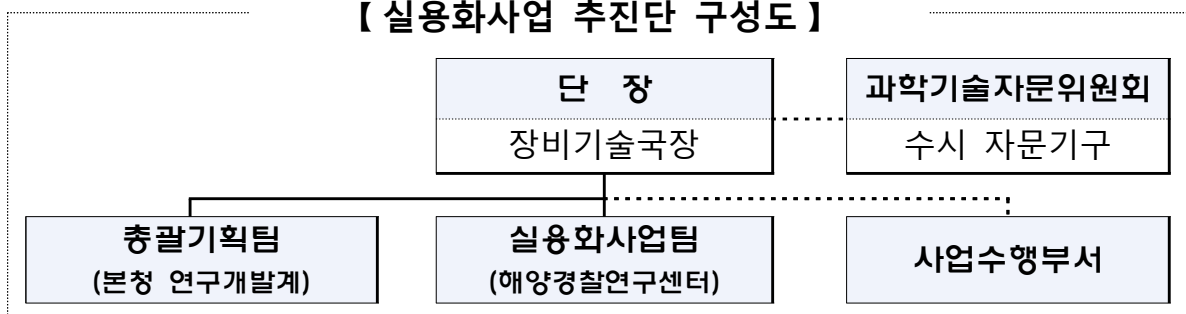 【 실용화사업 추진단 구성도 】
단 장
장비기술국장
과학기술자문위원회
수시 자문기구
총괄기획팀
(본청 연구개발계)
실용화사업팀
(해양경찰연구센터)
사업수행부서